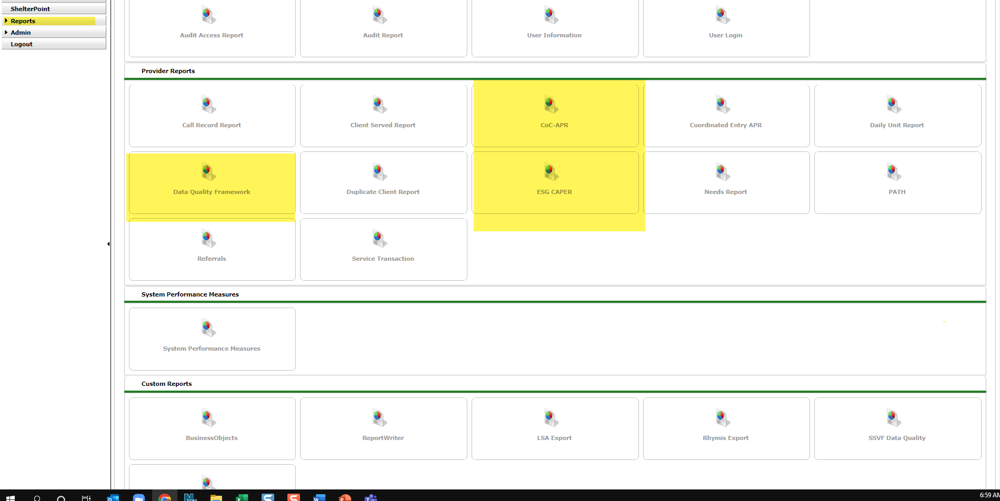 ShelterPoint
Reports
Admin
Logout
Audit Access Report
Audit Report
User Information
User Login
Provider Reports
Call Record Report
Client Served Report
CoC-APR
Coordinated Entry APR
Daily Unit Report
Data Quality Framework
Duplicate Client Report
ESG CAPER
Needs Report
PATH
Referrals
Service Transaction
System Performance Measures
System Performance Measures
Custom Reports
BusinessObjects
ReportWriter
LSA Export
Rhymis Export
SSVF Data Quality
6:59 AM